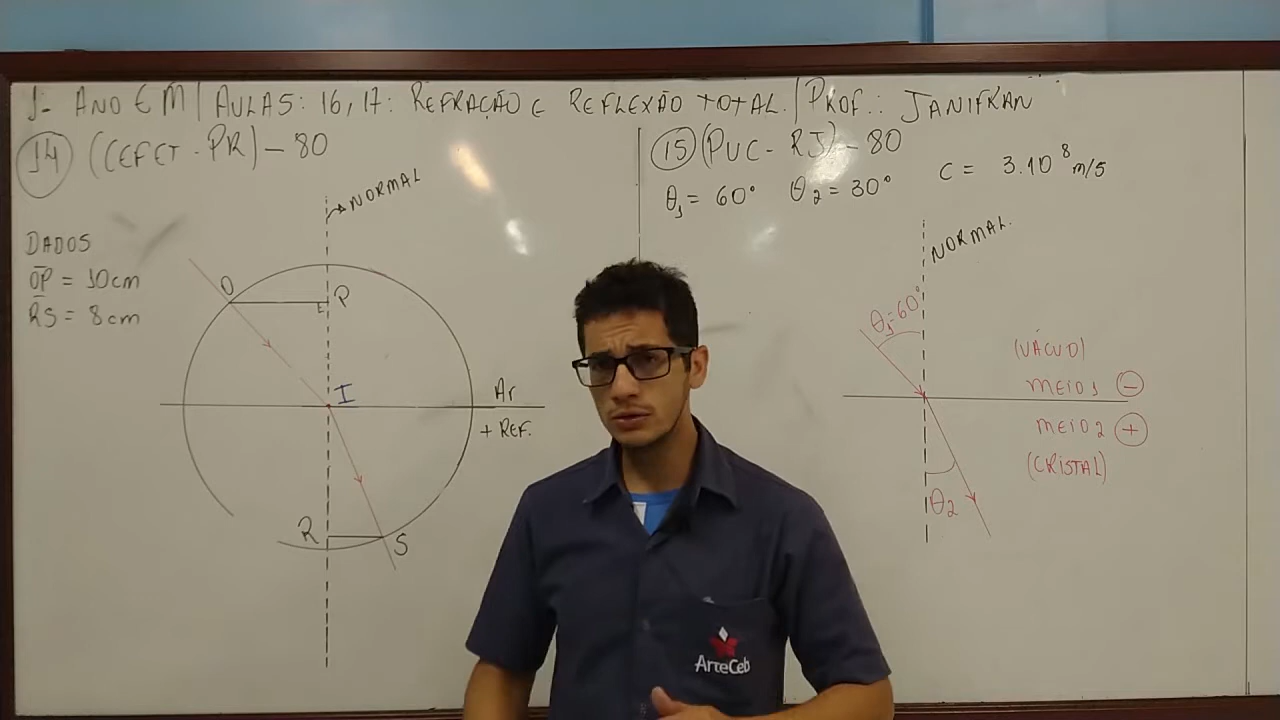 1ª ANO EM | AULAS: 16, 17: REFRAÇÃO E REFLEXÃO TOTAL. | PROF.: JANIFRAN
14 (CEFET - PR) - 80
NORMAL
DADOS
OP = 10cm
RS = 8cm
O
P
I
Ar
+ REF.
R
S
15 (PUC - RJ) - 80
θ1 = 60° θ2 = 30° C = 3.10⁸ m/s
NORMAL.
θ1=60°
(VÁCUO)
MEIO 1 -
MEIO 2 +
(CRISTAL)
θ2
ArteCeb